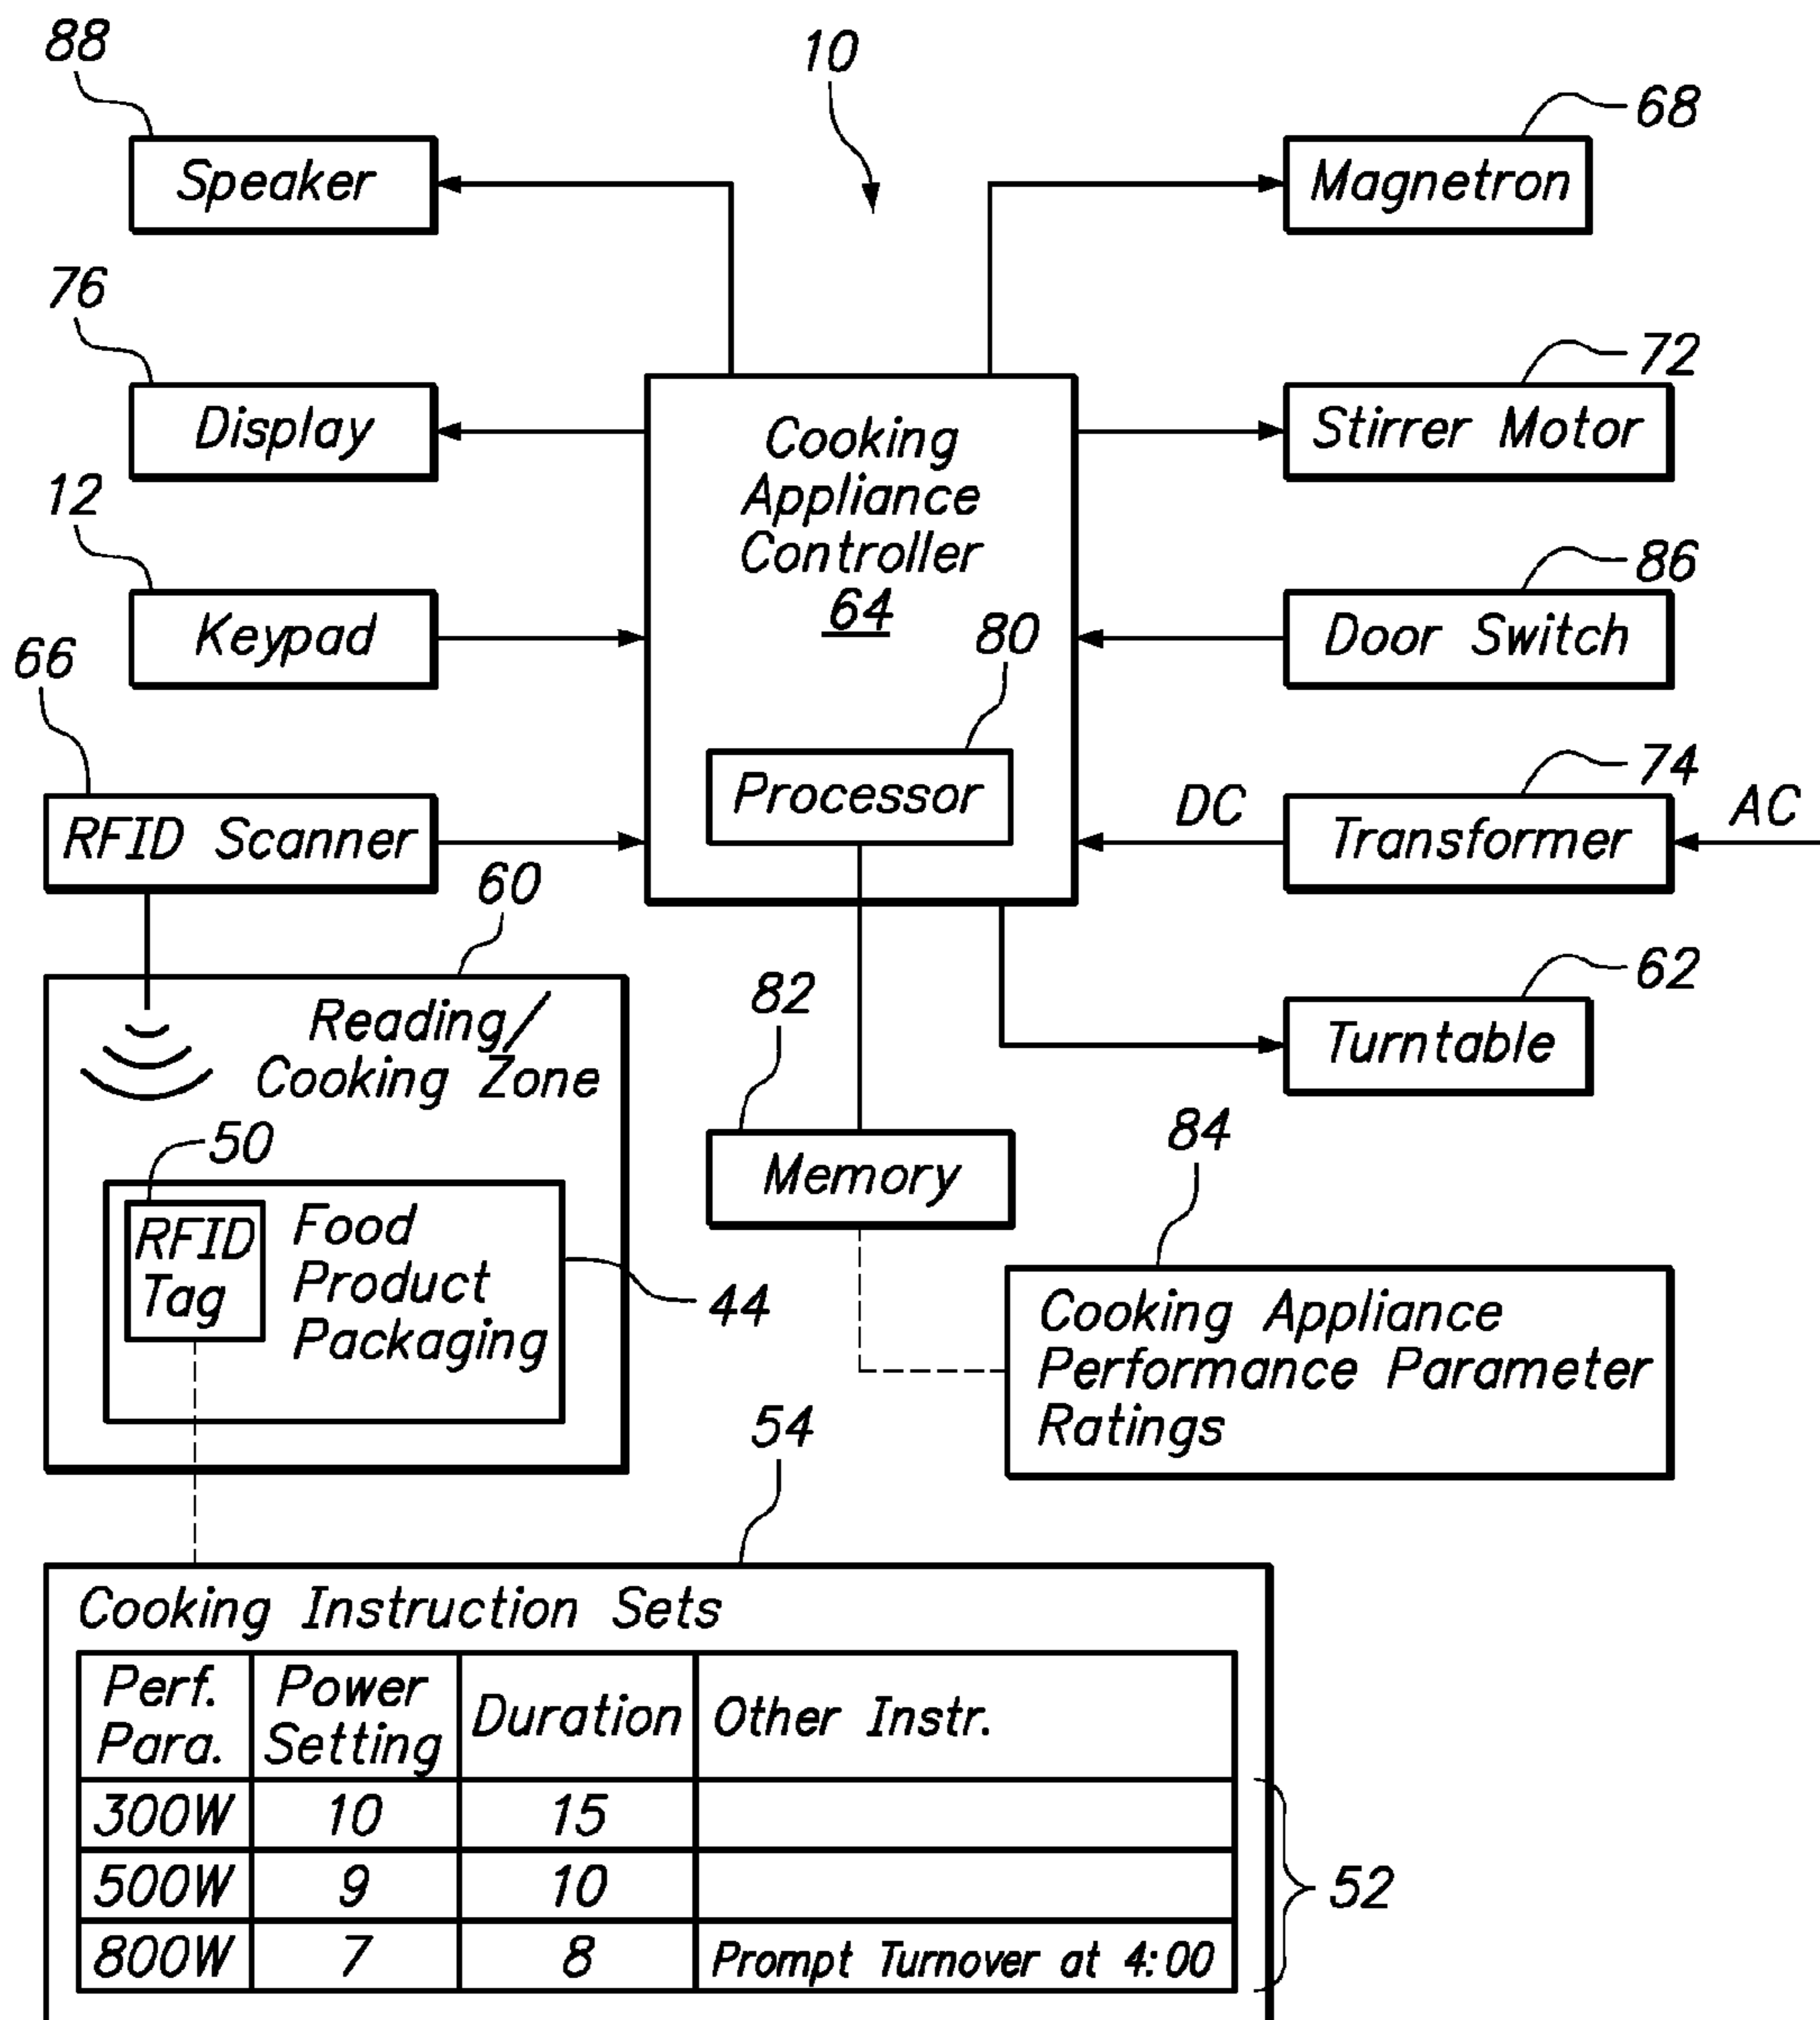 88
10
68
Speaker
Magnetron
76
72
Display
Stirrer Motor
Cooking
Appliance
Controller
64
12
86
Keypad
Door Switch
66
80
74
RFID Scanner
Processor
DC
Transformer
AC
60
62
Reading/
Cooking Zone
82
Turntable
50
84
Memory
RFID
Tag
Food
Product
Packaging
44
Cooking Appliance
Performance Parameter
Ratings
54
Cooking Instruction Sets
Perf.
Para.
Power
Setting
Duration
Other Instr.
300W 10 15
500W 9 10
800W 7 8 Prompt Turnover at 4:00
52